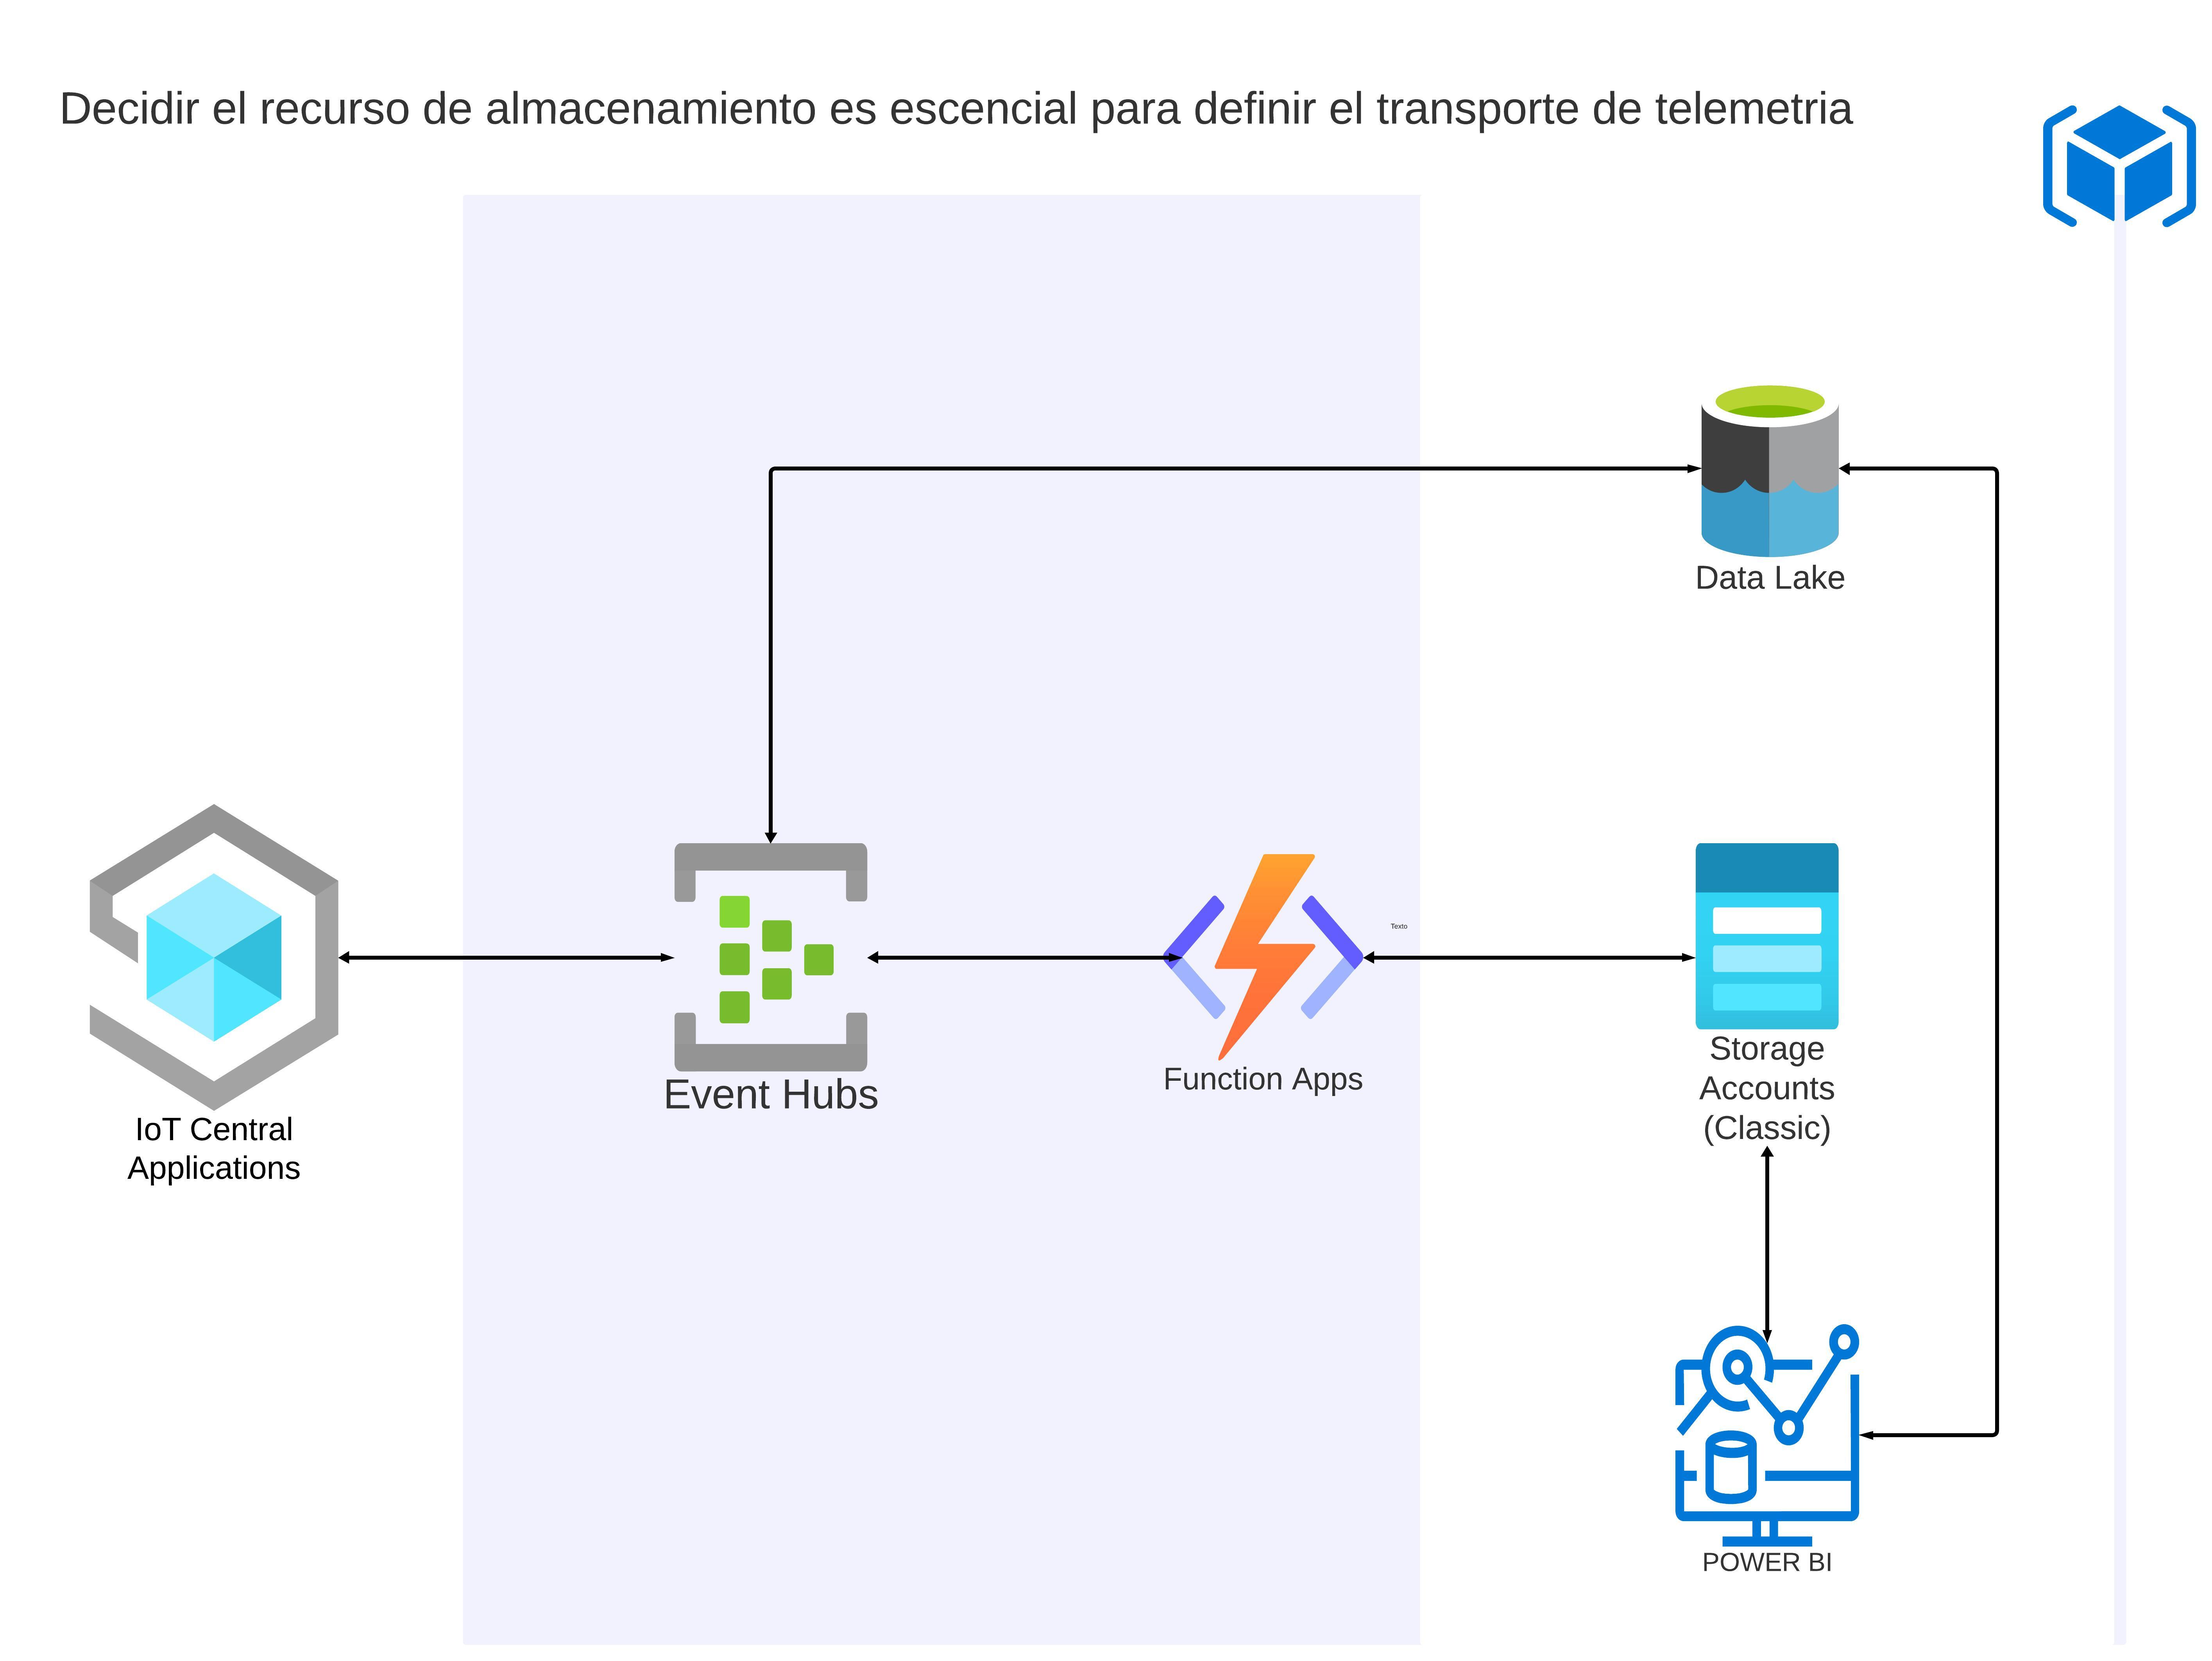 Decidir el recurso de almacenamiento es escencial para definir el transporte de telemetria
Data Lake
Texto
Event Hubs
Function Apps
Storage
Accounts
(Classic)
IoT Central
Applications
POWER BI